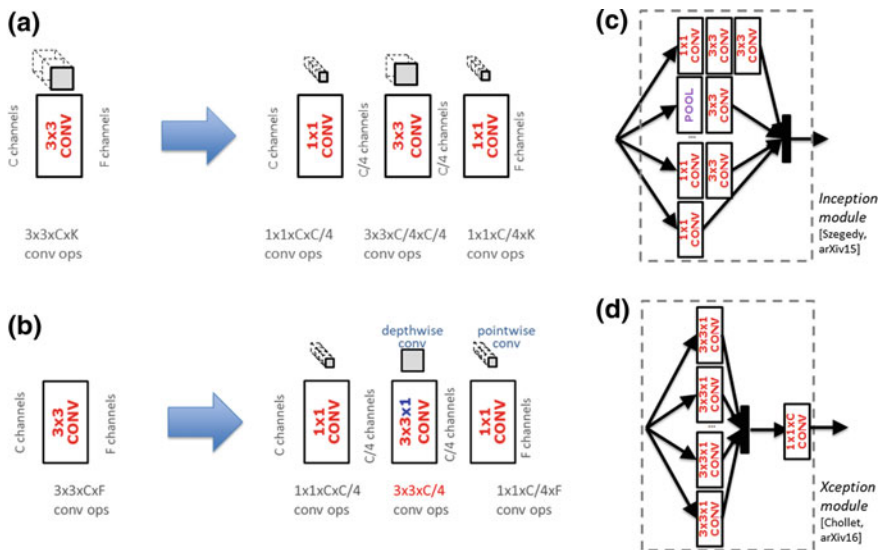 (a)
C channels
3x3
CONV
F channels
3x3xCxK
conv ops
C channels
1x1
CONV
C/4 channels
3x3
CONV
C/4 channels
1x1
CONV
F channels
1x1xCxC/4
conv ops
3x3xC/4xC/4
conv ops
1x1xC/4xK
conv ops
(b)
C channels
3x3
CONV
F channels
3x3xCxF
conv ops
depthwise
conv
pointwise
conv
C channels
1x1
CONV
C/4 channels
3x3x1
CONV
C/4 channels
1x1
CONV
F channels
1x1xCxC/4
conv ops
3x3xC/4
conv ops
1x1xC/4xF
conv ops
(c)
1x1
CONV
3x3
CONV
3x3
CONV
POOL
3x3
CONV
...
1x1
CONV
3x3
CONV
1x1
CONV
Inception
module
[Szegedy,
arXiv15]
(d)
3x3x1
CONV
3x3x1
CONV
...
3x3x1
CONV
3x3x1
CONV
1x1xC
CONV
Xception
module
[Chollet,
arXiv16]